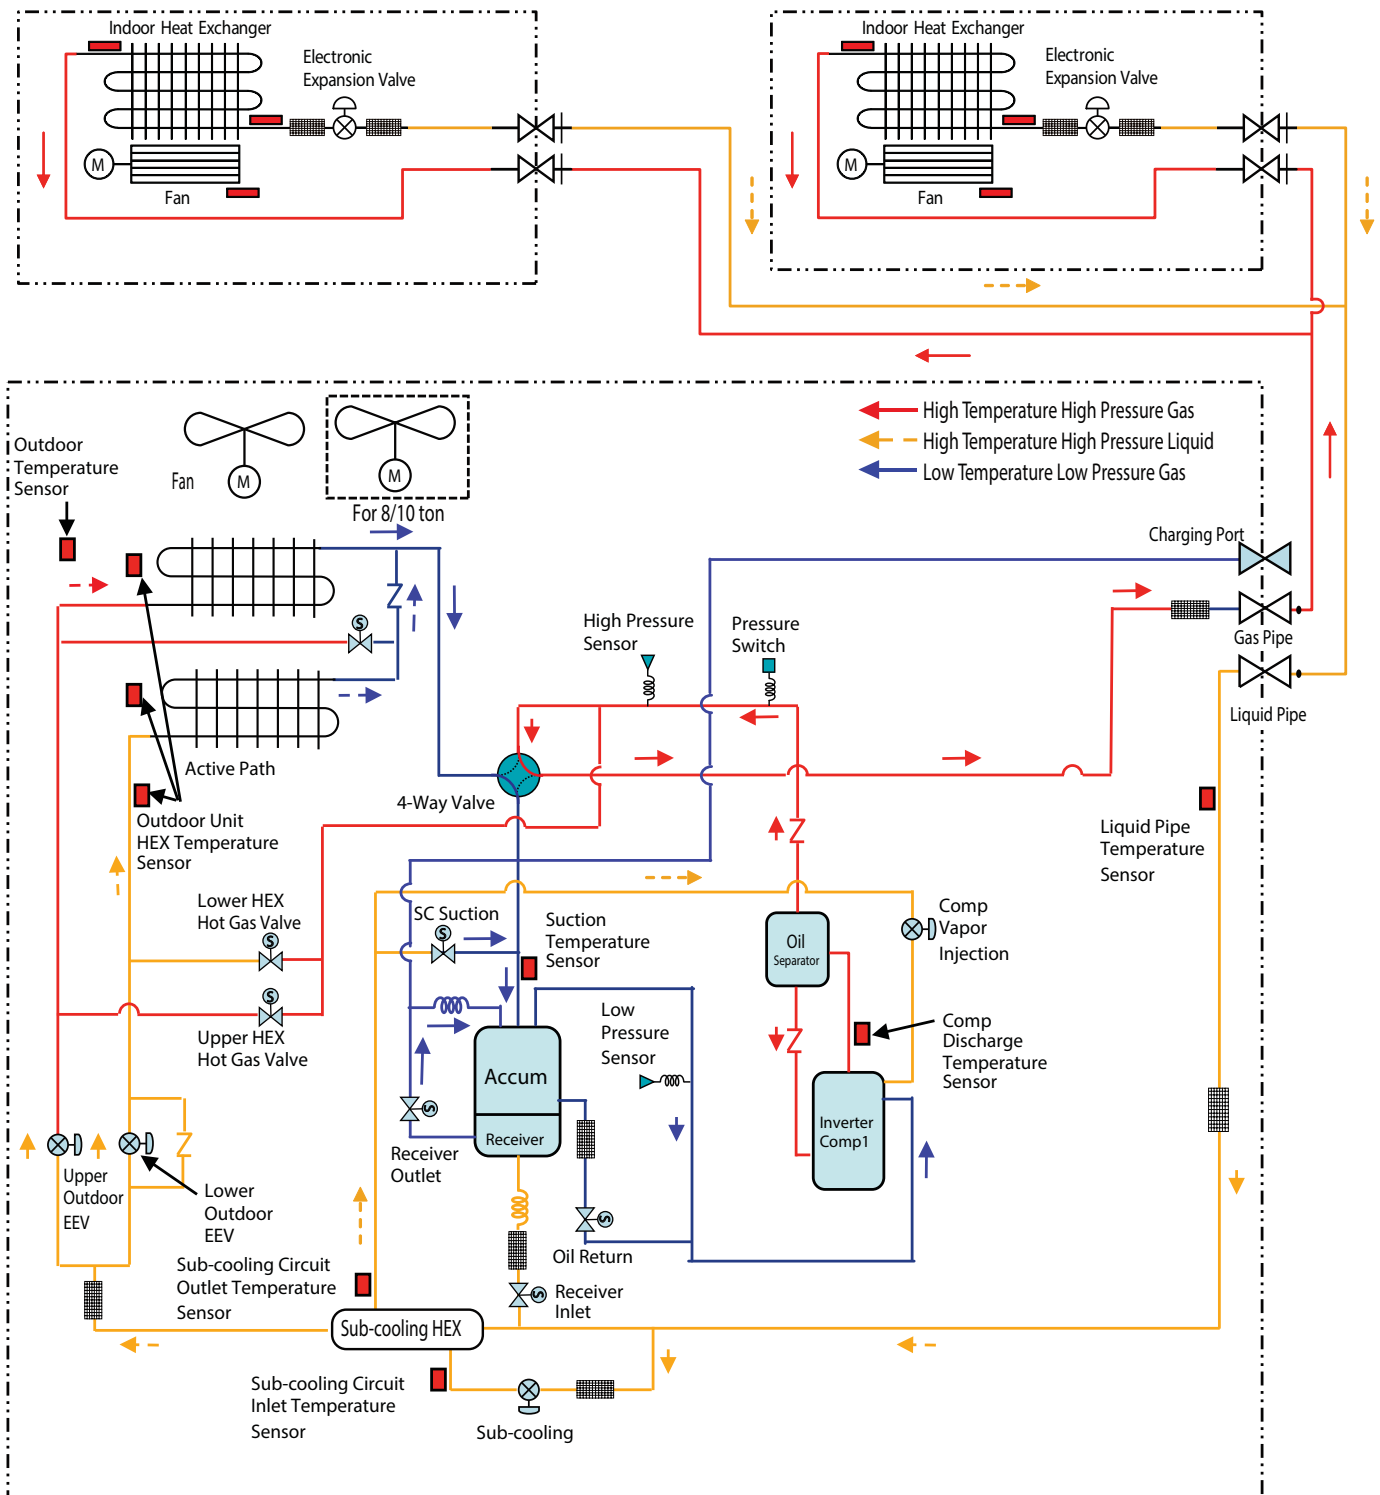 Indoor Heat Exchanger
Electronic
Expansion Valve
M
Fan
Indoor Heat Exchanger
Electronic
Expansion Valve
M
Fan
High Temperature High Pressure Gas
High Temperature High Pressure Liquid
Low Temperature Low Pressure Gas
Outdoor
Temperature
Sensor
Fan
M
M
For 8/10 ton
Charging Port
Gas Pipe
Liquid Pipe
High Pressure
Sensor
Pressure
Switch
S
Active Path
4-Way Valve
Outdoor Unit
HEX Temperature
Sensor
Liquid Pipe
Temperature
Sensor
Lower HEX
Hot Gas Valve
S
SC Suction
S
Suction
Temperature
Sensor
Oil
Separator
Comp
Vapor
Injection
S
Upper HEX
Hot Gas Valve
Low
Pressure
Sensor
Comp
Discharge
Temperature
Sensor
Accum
Receiver
S
Receiver
Outlet
Inverter
Comp1
Upper
Outdoor
EEV
Lower
Outdoor
EEV
S
Oil Return
Sub-cooling Circuit
Outlet Temperature
Sensor
S
Receiver
Inlet
Sub-cooling HEX
Sub-cooling Circuit
Inlet Temperature
Sensor
Sub-cooling